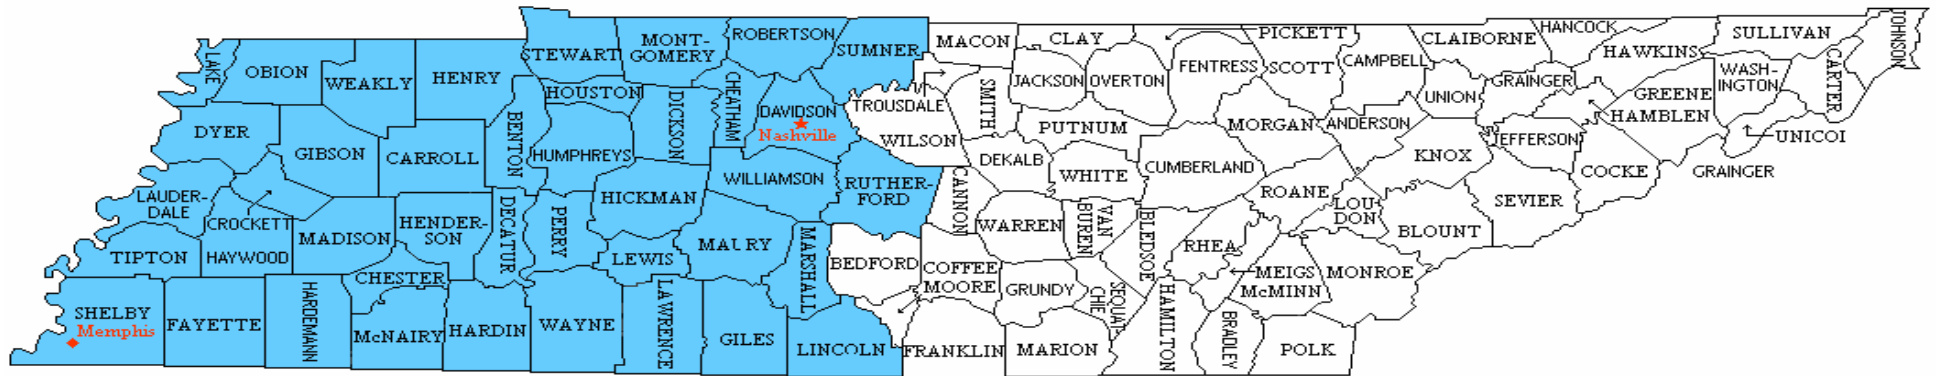 LAKE
OBION
WEAKLY
HENRY
STEWART
MONT-
GOMERY
ROBERTSON
SUMNER
MACON
CLAY
PICKETT
CLAIBORNE
HANCOCK
HAWKINS
SULLIVAN
JOHNSON
CARTER
WASH-
INGTON
GREENE
HAMBLEN
UNICOI
GRAINGER
GRAINGER
UNION
CAMPBELL
SCOTT
FENTRESS
OVERTON
JACKSON
SMITH
TROUSDALE
WILSON
DAVIDSON
Nashville
CHEATHAM
DICKSON
HOUSTON
HUMPHREYS
BENTON
CARROLL
GIBSON
DYER
LAUDER-
DALE
CROCKETT
HAYWOOD
MADISON
HENDER-
SON
DECATUR
PERRY
HICKMAN
WILLIAMSON
RUTHER-
FORD
CANNON
DEKALB
PUTNUM
WHITE
CUMBERLAND
MORGAN
ANDERSON
KNOX
JEFFERSON
COCKE
SEVIER
BLOUNT
LOU-
DON
ROANE
RHEA
BLEDSOE
VAN
BUREN
WARREN
COFFEE
MOORE
BEDFORD
MARSHALL
MAURY
LEWIS
CHESTER
TIPTON
SHELBY
Memphis
FAYETTE
HARDEMANN
McNAIRY
HARDIN
WAYNE
LAWRENCE
GILES
LINCOLN
FRANKLIN
GRUNDY
MARION
SEQUAT-
CHIE
HAMILTON
MEIGS
McMINN
BRADLEY
MONROE
POLK